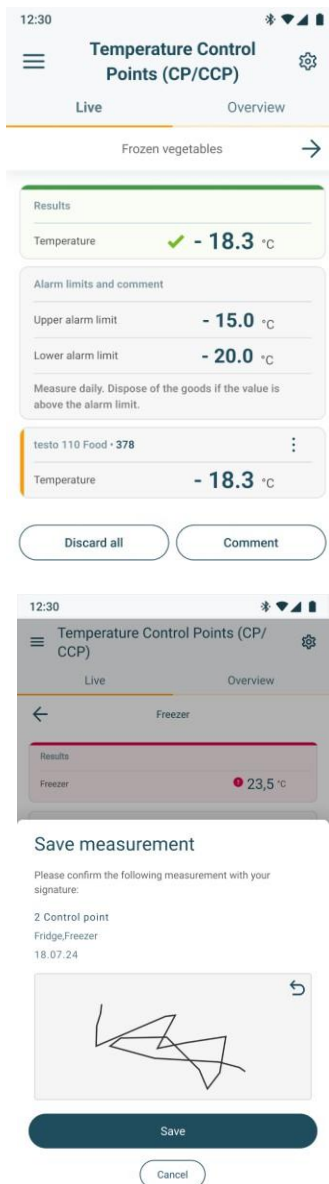 12:30
Temperature Control
Points (CP/CCP)
Live Overview
Frozen vegetables
Results
Temperature - 18.3 °C
Alarm limits and comment
Upper alarm limit - 15.0 °C
Lower alarm limit - 20.0 °C
Measure daily. Dispose of the goods if the value is
above the alarm limit.
testo 110 Food • 378
Temperature - 18.3 °C
Discard all Comment
12:30
Temperature Control Points (CP/
CCP)
Live Overview
Freezer
Results
Freezer 23,5 °C
Save measurement
Please confirm the following measurement with your
signature:
2 Control point
Fridge,Freezer
18.07.24
Save
Cancel